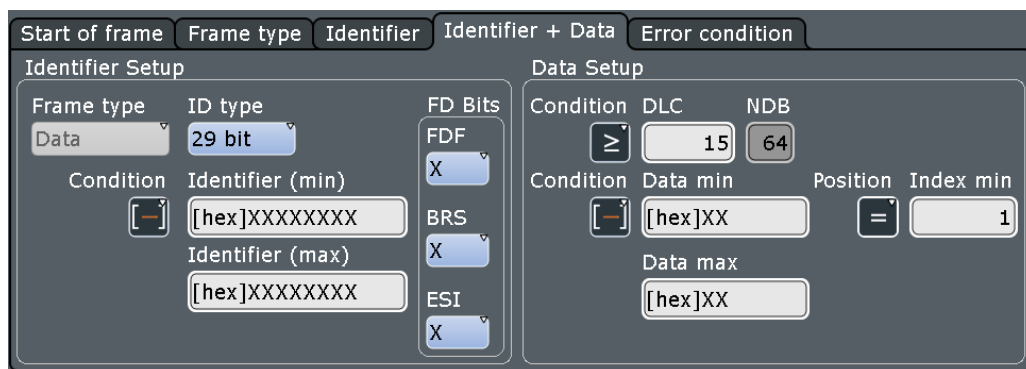 Start of frame Frame type Identifier Identifier + Data Error condition
Identifier Setup
Frame type ID type FD Bits
Data 29 bit FDF
X
Condition Identifier (min)
[–] [hex]XXXXXXXX BRS
X
Identifier (max)
[hex]XXXXXXXX ESI
X
Data Setup
Condition DLC NDB
≥ 15 64
Condition Data min Position Index min
[–] [hex]XX = 1
Data max
[hex]XX